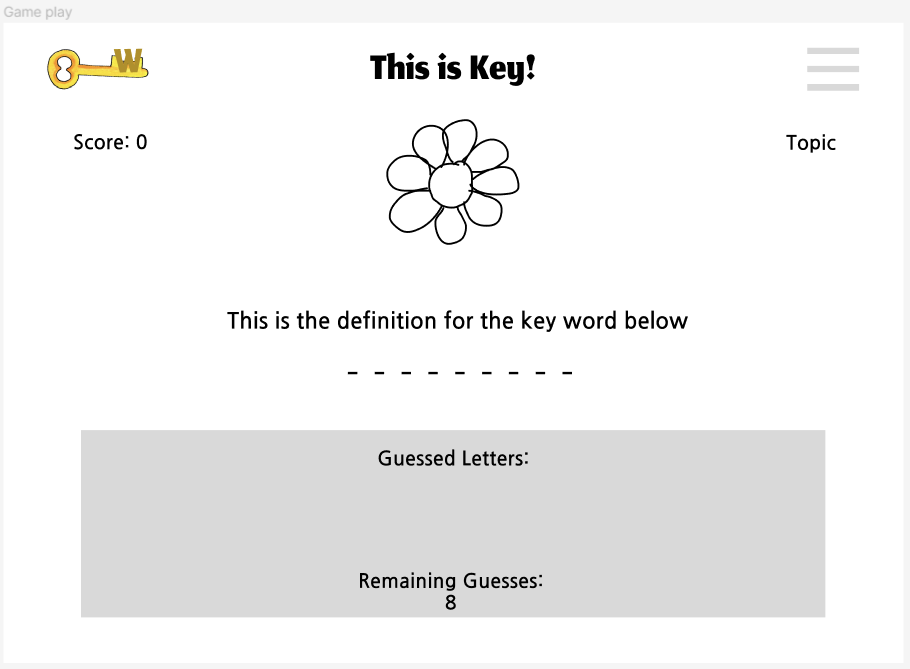 Game play
W
This is Key!
Score: 0
Topic
This is the definition for the key word below
_ _ _ _ _ _ _ _ _
Guessed Letters:
Remaining Guesses:
8